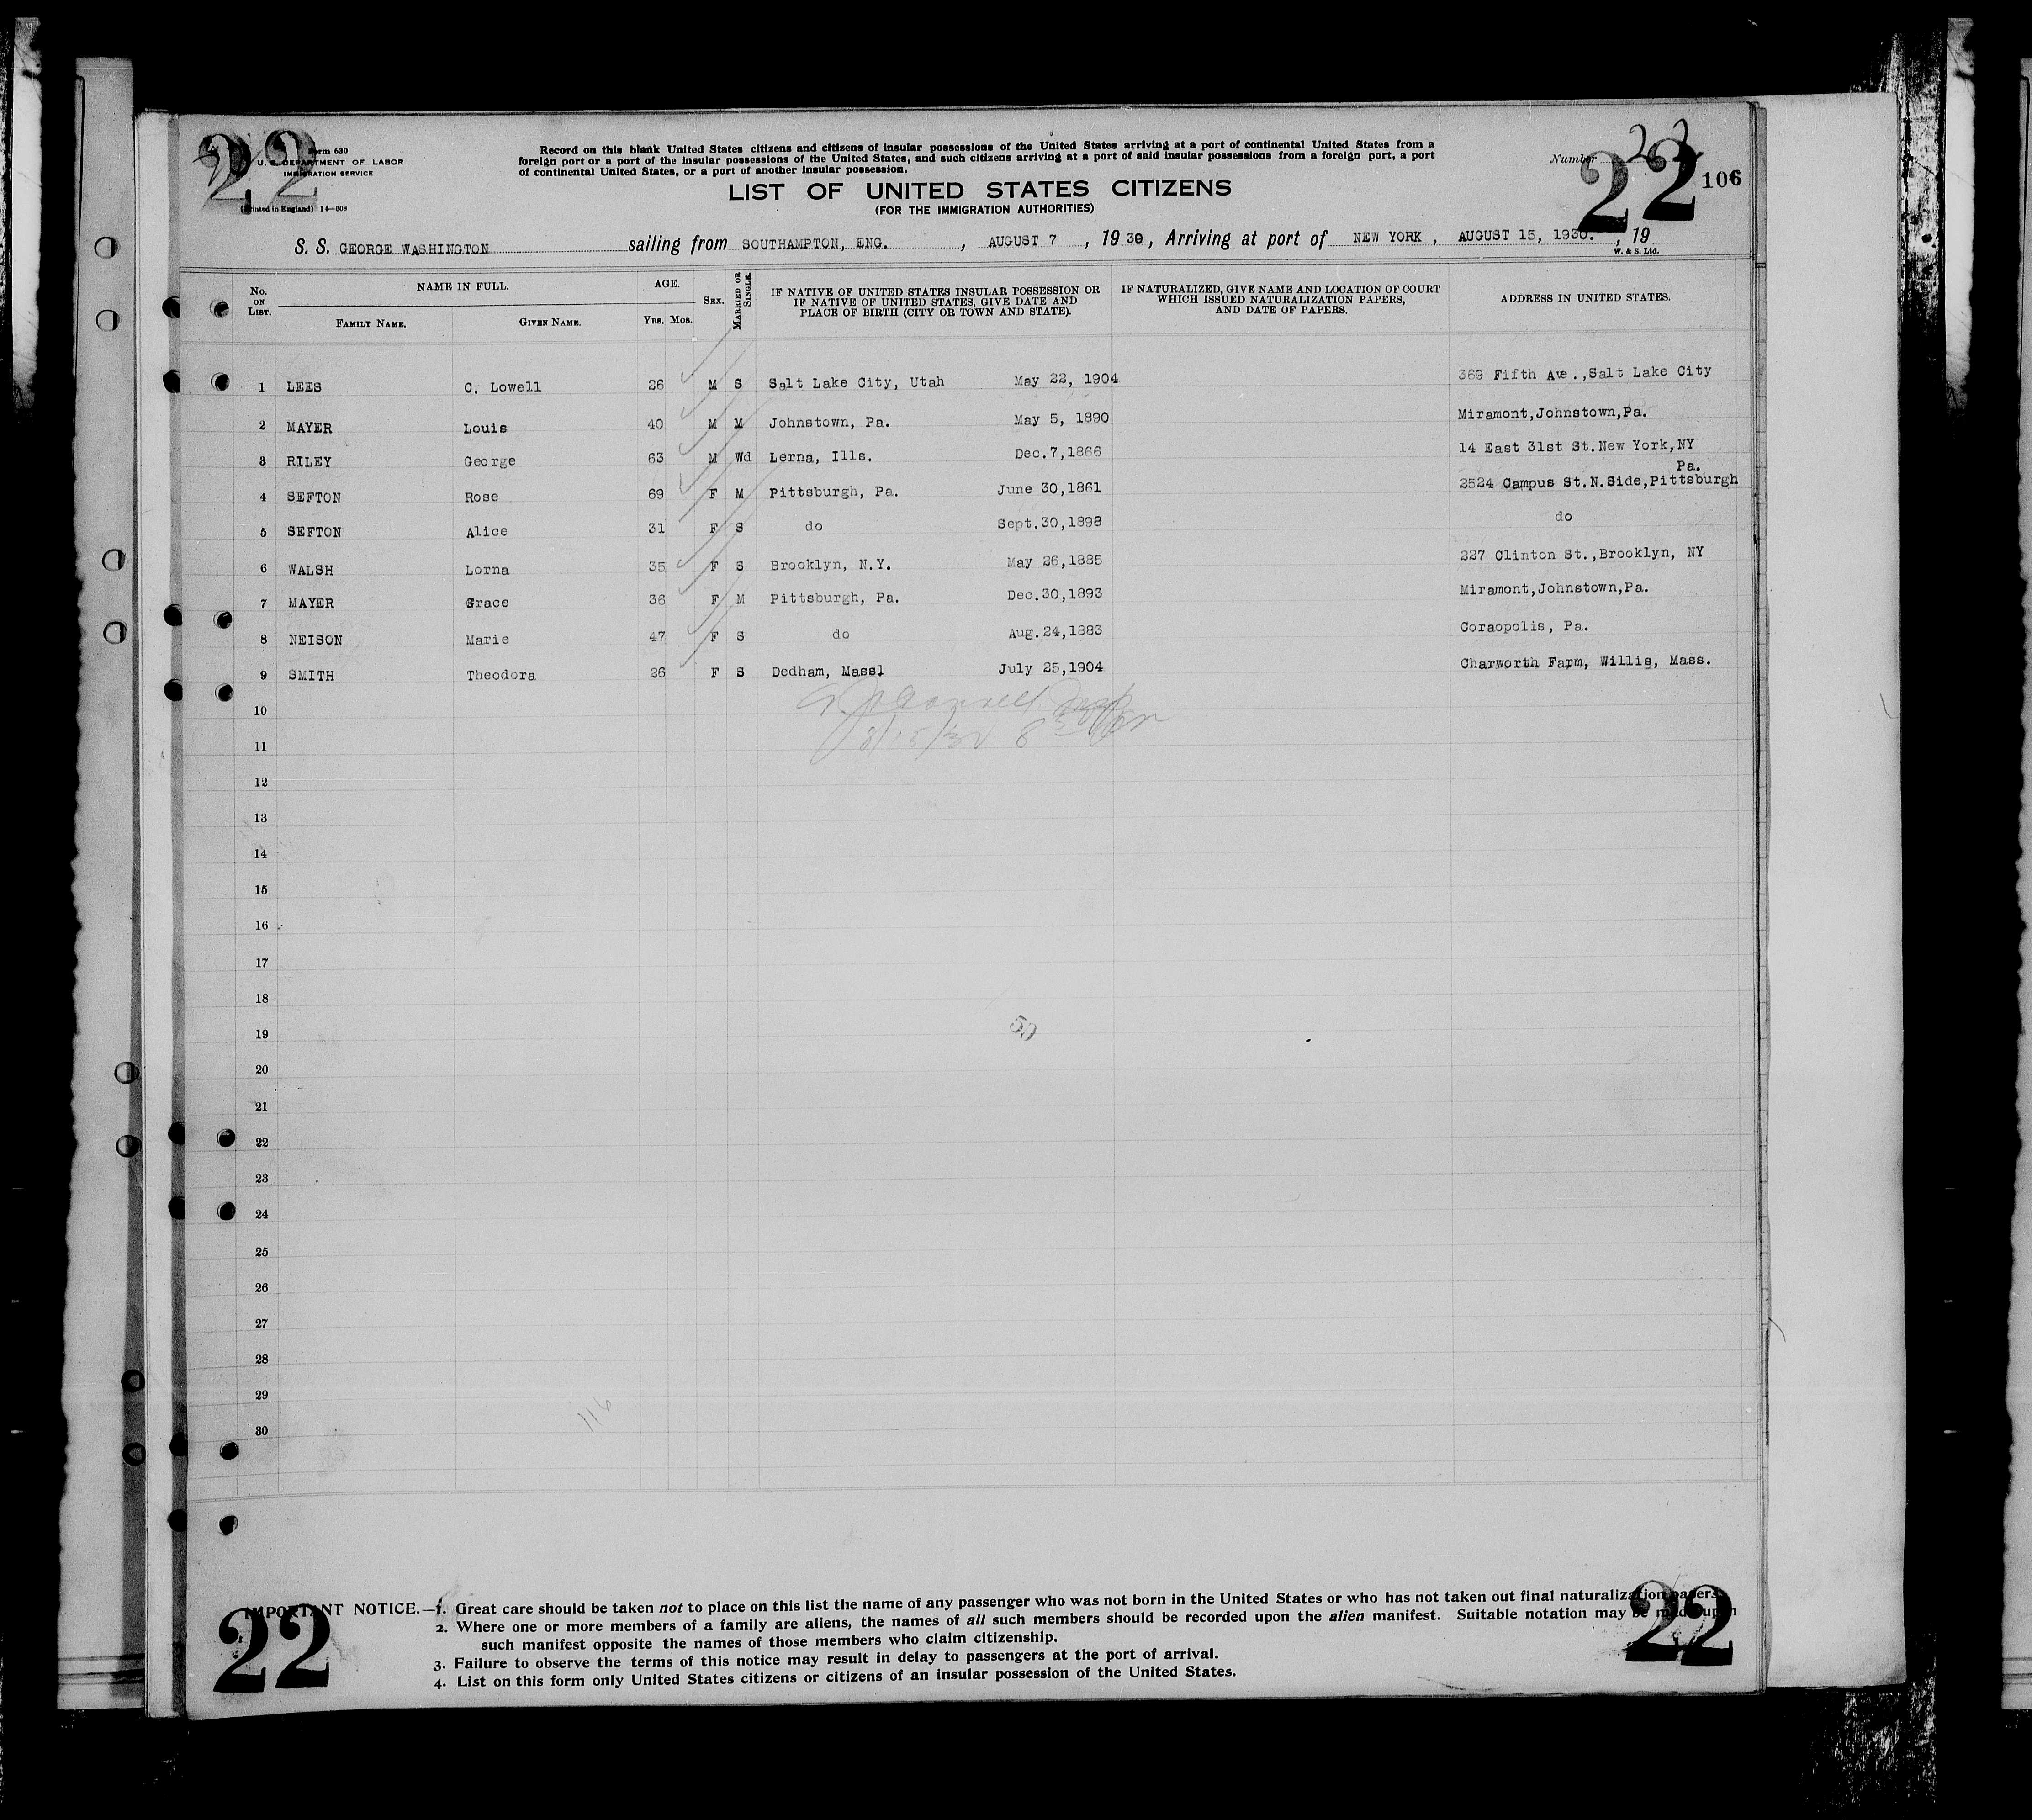 22
Form 630
U. S. DEPARTMENT OF LABOR
IMMIGRATION SERVICE
(Printed in England) 14—608
Record on this blank United States citizens and citizens of insular possessions of the United States arriving at a port of continental United States from a
foreign port or a port of the insular possessions of the United States, and such citizens arriving at a port of said insular possessions from a foreign port, a port
of continental United States, or a port of another insular possession.
LIST OF UNITED STATES CITIZENS
(FOR THE IMMIGRATION AUTHORITIES)
Number 22
22 106
S. S. GEORGE WASHINGTON sailing from SOUTHAMPTON, ENG. , AUGUST 7 , 19 30 , Arriving at port of NEW YORK , AUGUST 15, 1930. , 19
W. & S. Ltd.
No. ON LIST. NAME IN FULL. AGE. SEX. MARRIED OR SINGLE. IF NATIVE OF UNITED STATES INSULAR POSSESSION OR IF NATIVE OF UNITED STATES, GIVE DATE AND PLACE OF BIRTH (CITY OR TOWN AND STATE). IF NATURALIZED, GIVE NAME AND LOCATION OF COURT WHICH ISSUED NATURALIZATION PAPERS, AND DATE OF PAPERS. ADDRESS IN UNITED STATES.
FAMILY NAME. GIVEN NAME. YRS. MOS.
1 LEES C. Lowell 26 M S Salt Lake City, Utah May 22, 1904 369 Fifth Ave.,Salt Lake City
2 MAYER Louis 40 M M Johnstown, Pa. May 5, 1890 Miramont,Johnstown,Pa.
3 RILEY George 63 M Wd Lerna, Ills. Dec.7,1866 14 East 31st St.New York,NY
Pa.
4 SEFTON Rose 69 F M Pittsburgh, Pa. June 30,1861 2524 Campus St.N.Side,Pittsburgh
5 SEFTON Alice 31 F S do Sept.30,1898 do
6 WALSH Lorna 35 F S Brooklyn, N.Y. May 26,1885 227 Clinton St.,Brooklyn, NY
7 MAYER Grace 36 F M Pittsburgh, Pa. Dec.30,1893 Miramont,Johnstown,Pa.
8 NEISON Marie 47 F S do Aug.24,1883 Coraopolis, Pa.
9 SMITH Theodora 26 F S Dedham, Massl July 25,1904 Charworth Farm, Willis, Mass.
10
11 8/15/30
12
13
14
15
16
17
18
19
20
21
22
23
24
25
26
27
28
29
116
30
IMPORTANT NOTICE.—1. Great care should be taken not to place on this list the name of any passenger who was not born in the United States or who has not taken out final naturalization papers.
2. Where one or more members of a family are aliens, the names of all such members should be recorded upon the alien manifest. Suitable notation may be made upon
such manifest opposite the names of those members who claim citizenship.
3. Failure to observe the terms of this notice may result in delay to passengers at the port of arrival.
4. List on this form only United States citizens or citizens of an insular possession of the United States.
22
22